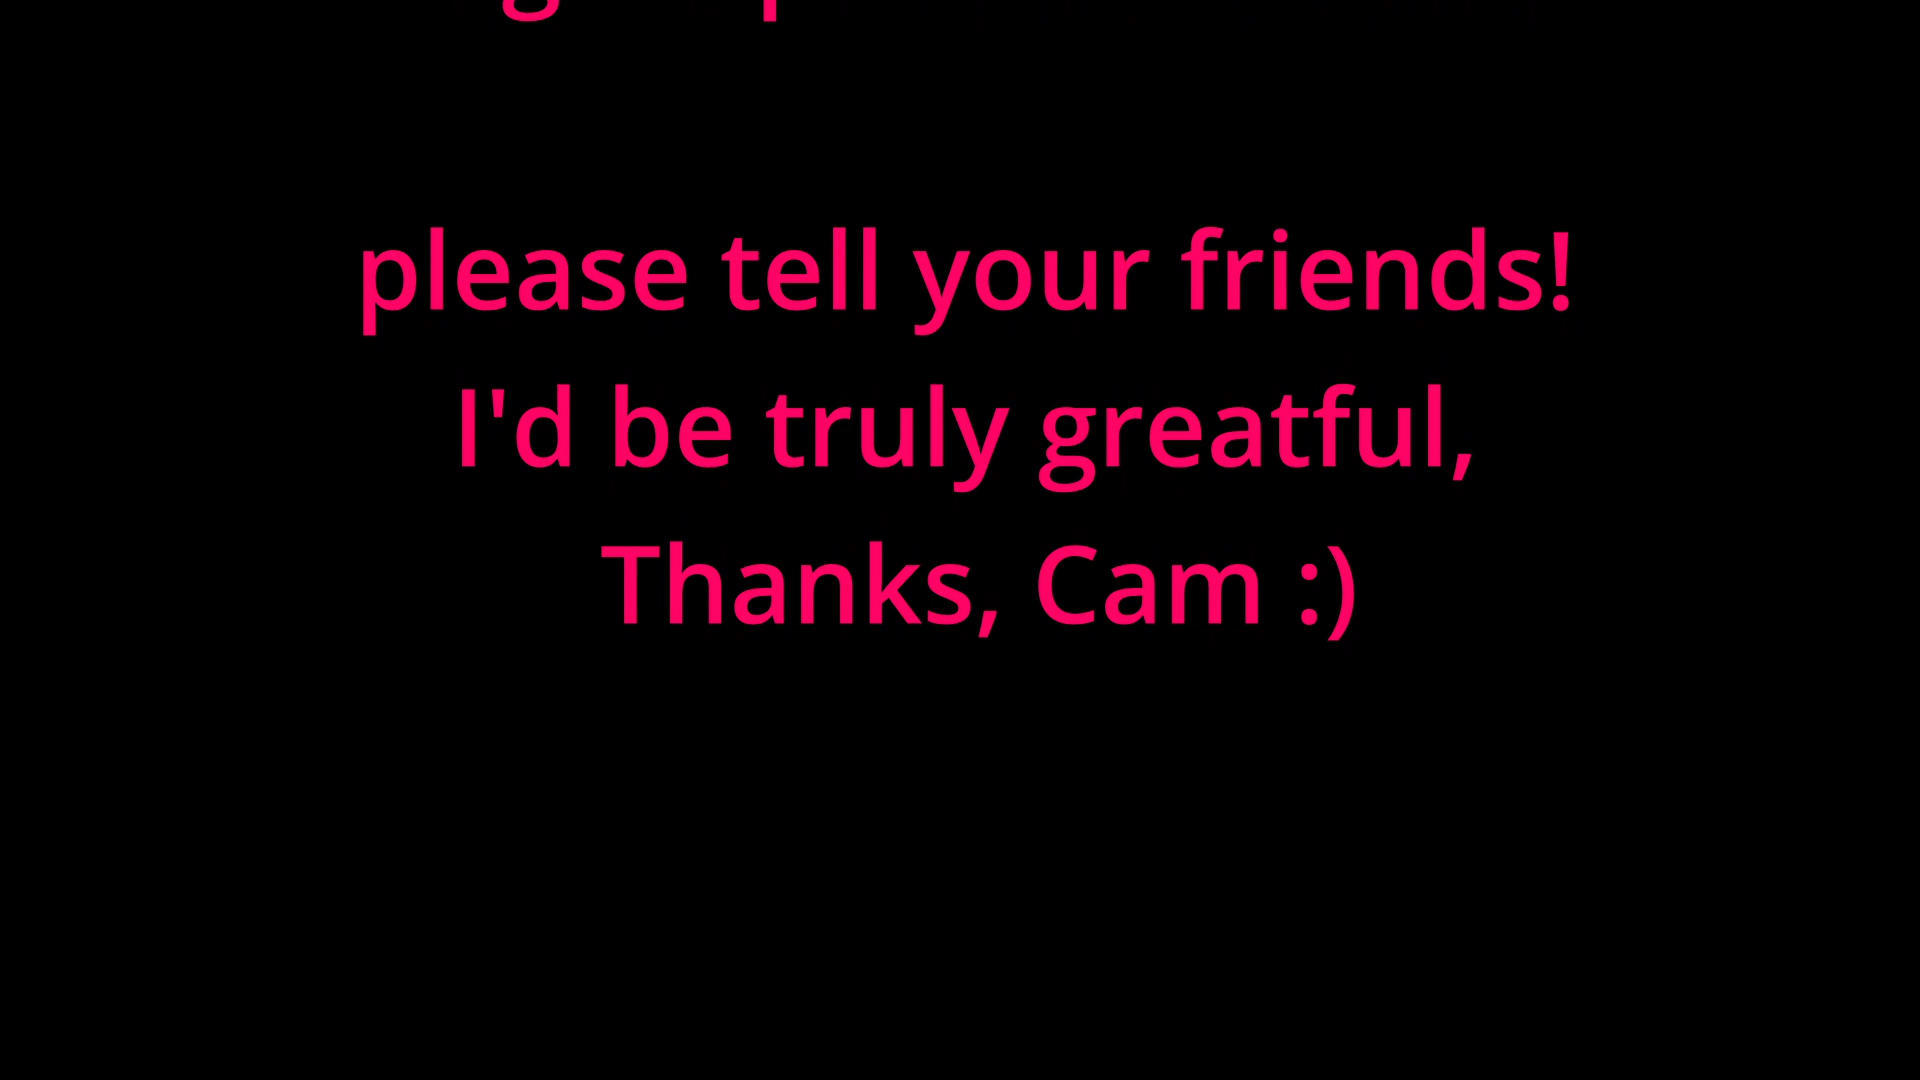 please tell your friends!
I'd be truly greatful,
Thanks, Cam :)